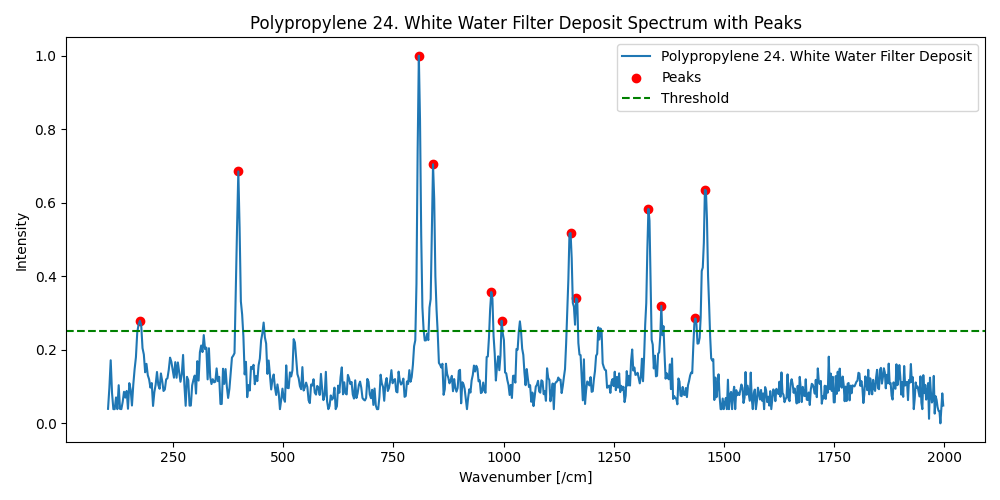 Polypropylene 24. White Water Filter Deposit Spectrum with Peaks
Polypropylene 24. White Water Filter Deposit
Peaks
Threshold
1.0
0.8
0.6
0.4
0.2
0.0
Intensity
250
500
750
1000
1250
1500
1750
2000
Wavenumber [/cm]